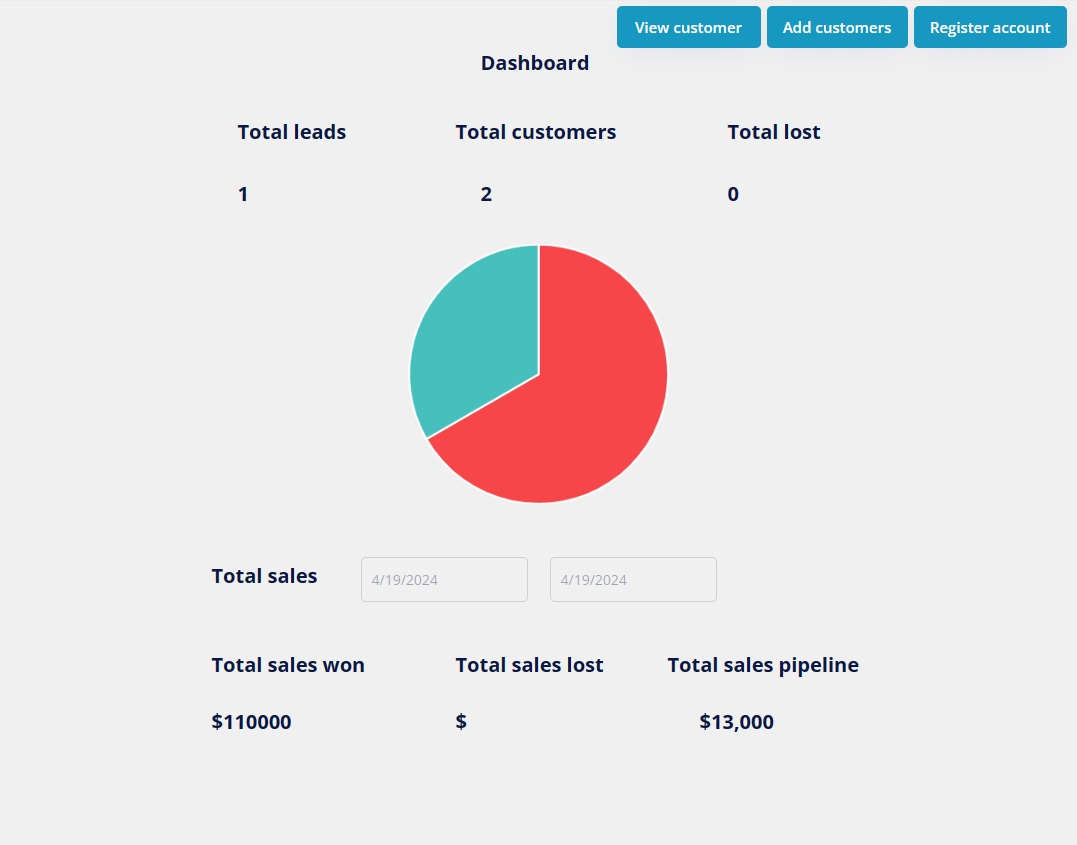 View customer
Add customers
Register account
Dashboard
Total leads
Total customers
Total lost
1
2
0
Total sales
4/19/2024
4/19/2024
Total sales won
Total sales lost
Total sales pipeline
$110000
$
$13,000